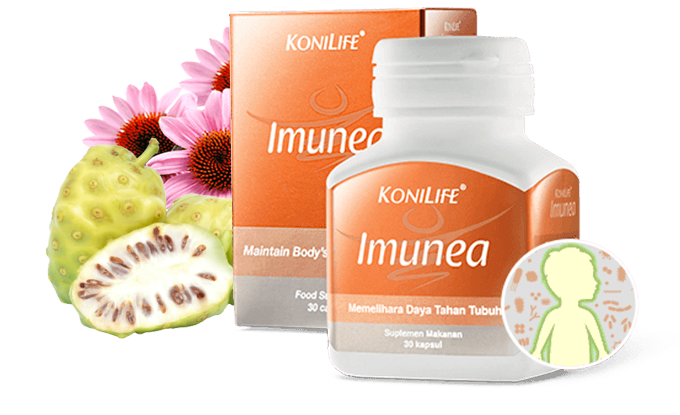 KONILIFE®
Imunea
Maintain Body's
Food
30
KONILIFE®
Imunea
Memelihara Daya Tahan Tubuh
Suplemen Makanan
30 kapsul
KONILIFE®
Imunea